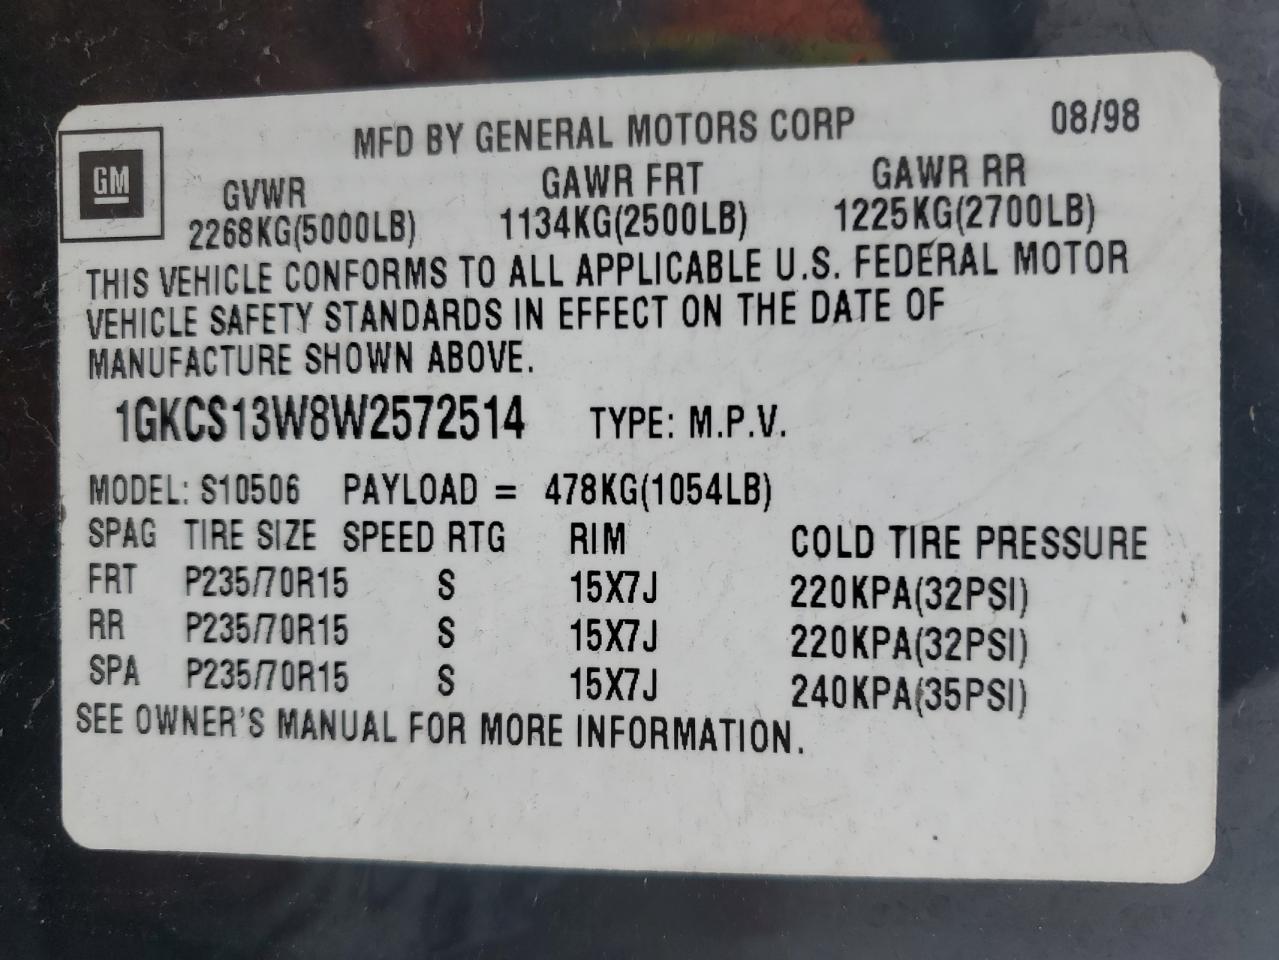 MFD BY GENERAL MOTORS CORP 08/98
GM
GVWR GAWR FRT GAWR RR
2268KG(5000LB) 1134KG(2500LB) 1225KG(2700LB)
THIS VEHICLE CONFORMS TO ALL APPLICABLE U.S. FEDERAL MOTOR
VEHICLE SAFETY STANDARDS IN EFFECT ON THE DATE OF
MANUFACTURE SHOWN ABOVE.
1GKCS13W8W2572514 TYPE: M.P.V.
MODEL: S10506 PAYLOAD = 478KG(1054LB)
SPAG TIRE SIZE SPEED RTG RIM COLD TIRE PRESSURE
FRT P235/70R15 S 15X7J 220KPA(32PSI)
RR P235/70R15 S 15X7J 220KPA(32PSI)
SPA P235/70R15 S 15X7J 240KPA(35PSI)
SEE OWNER'S MANUAL FOR MORE INFORMATION.